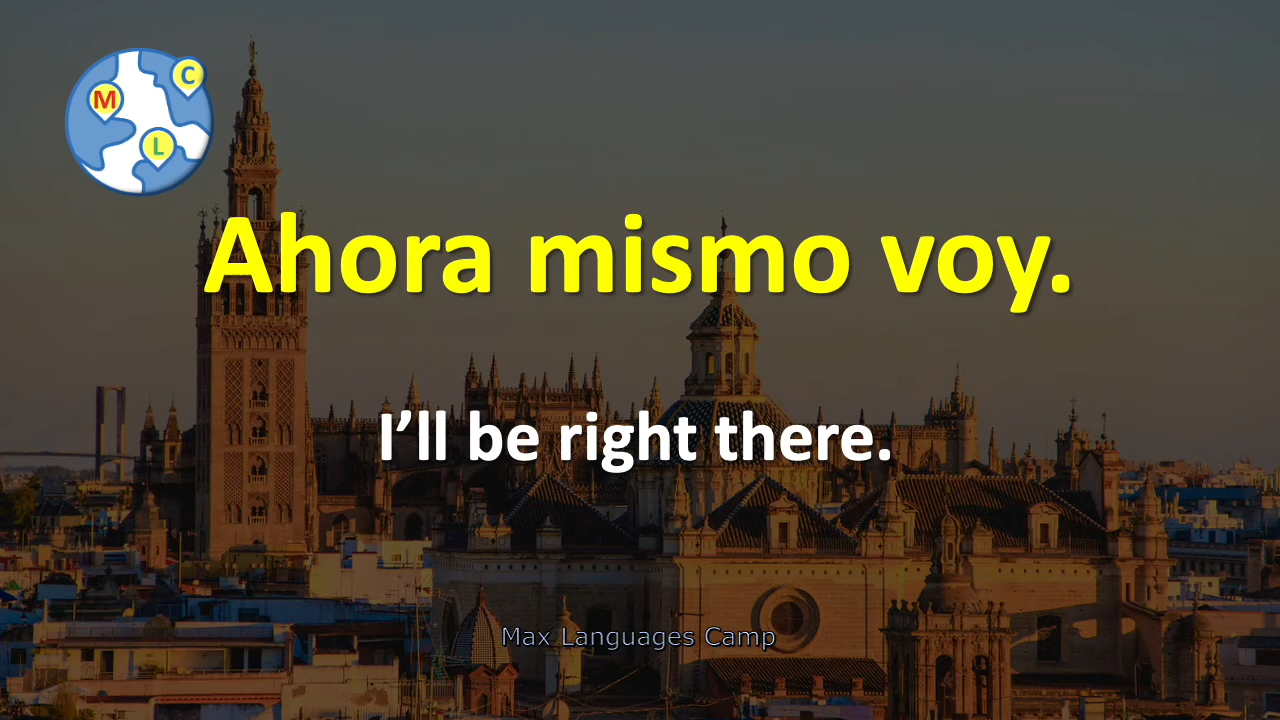 C
M
L
Ahora mismo voy.
I’ll be right there.
Max Languages Camp